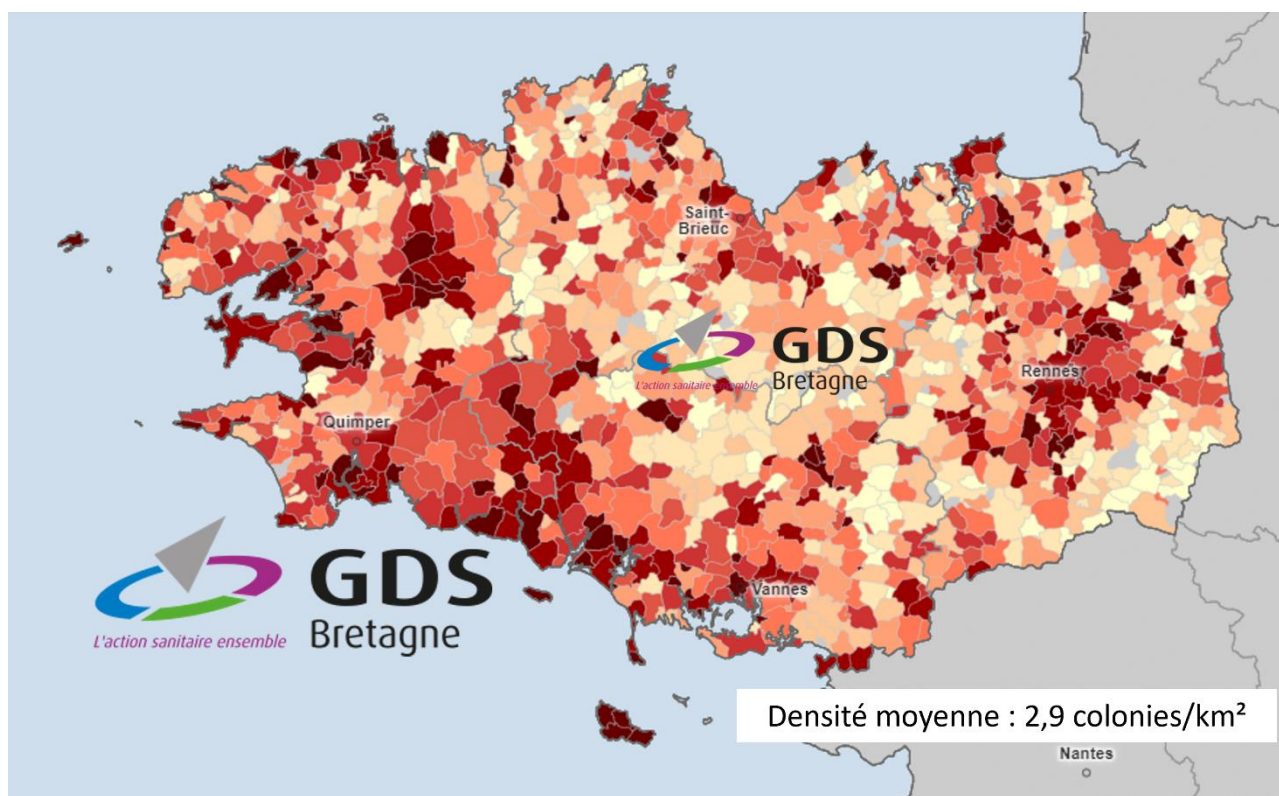 Saint-
Brieuc
GDS
Bretagne
L'action sanitaire ensemble
Rennes
Quimper
GDS
Bretagne
L'action sanitaire ensemble
Vannes
Densité moyenne : 2,9 colonies/km²
Nantes